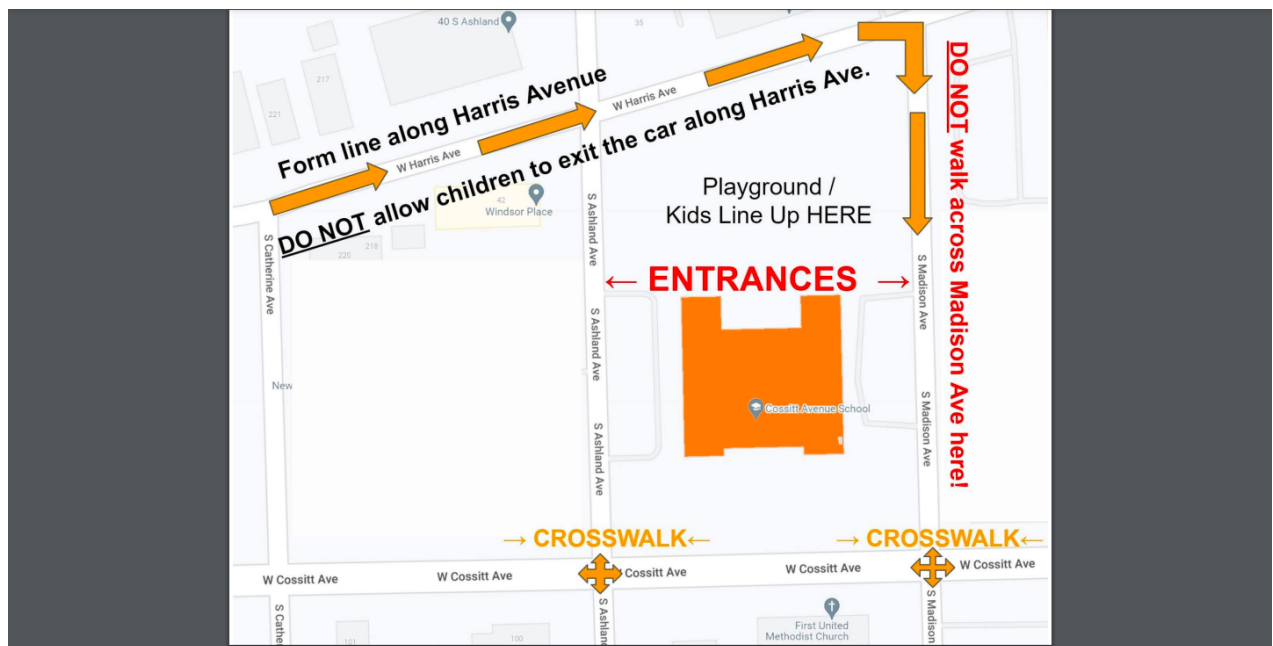 40 S Ashland
35
217
221
Form line along Harris Avenue
W Harris Ave
W Harris Ave
DO NOT allow children to exit the car along Harris Ave.
DO NOT walk across Madison Ave here!
42
Windsor Place
218
220
Playground /
Kids Line Up HERE
S Catherine Ave
S Ashland Ave
← ENTRANCES →
S Madison Ave
S Ashland Ave
New
Cossitt Avenue School
S Madison Ave
S Ashland Ave
→ CROSSWALK←
→ CROSSWALK←
W Cossitt Ave
W Cossitt Ave
Cossitt Ave
W Cossitt Ave
W Cossitt Ave
S Cathe
S Ashland
S Madison
101
100
First United
Methodist Church